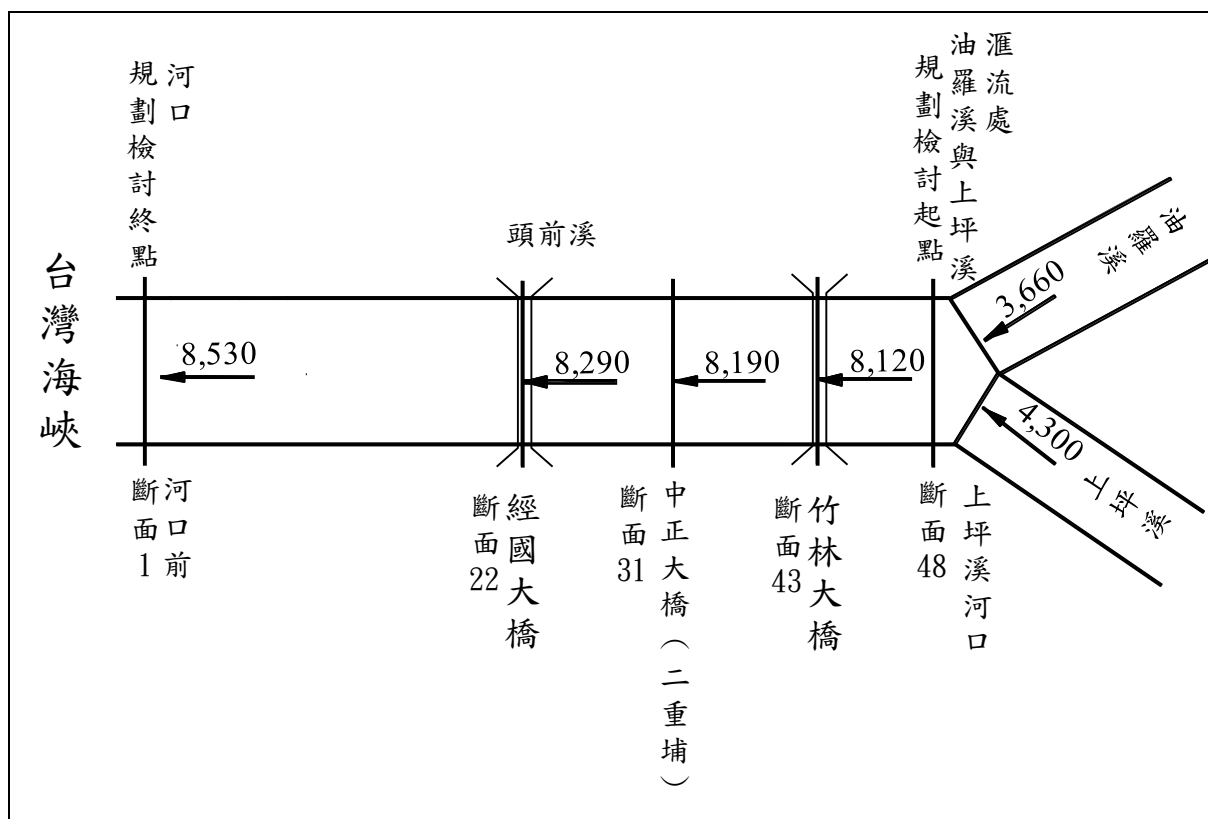 河口
規劃檢討終點
匯流處
油羅溪與上坪溪
規劃檢討起點
頭前溪
油羅溪
台灣海峽
3,660
8,530
8,290
8,190
8,120
4,300
上坪溪
河口前
斷面1
經國大橋
斷面22
中正大橋（二重埔）
斷面31
竹林大橋
斷面43
上坪溪河口
斷面48